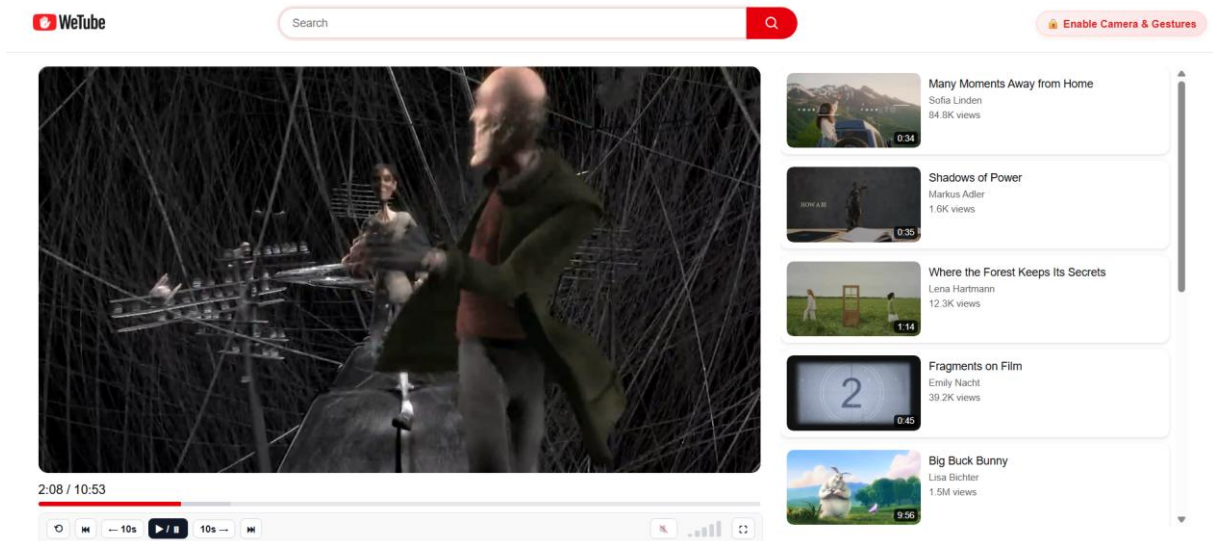 WeTube
Search
Enable Camera & Gestures
2:08 / 10:53
← 10s
/
10s →
Many Moments Away from Home
Sofia Linden
84.8K views
0:34
Shadows of Power
Markus Adler
1.6K views
0:35
Where the Forest Keeps Its Secrets
Lena Hartmann
12.3K views
1:14
Fragments on Film
Emily Nacht
39.2K views
2
0:45
Big Buck Bunny
Lisa Bichter
1.5M views
9:56